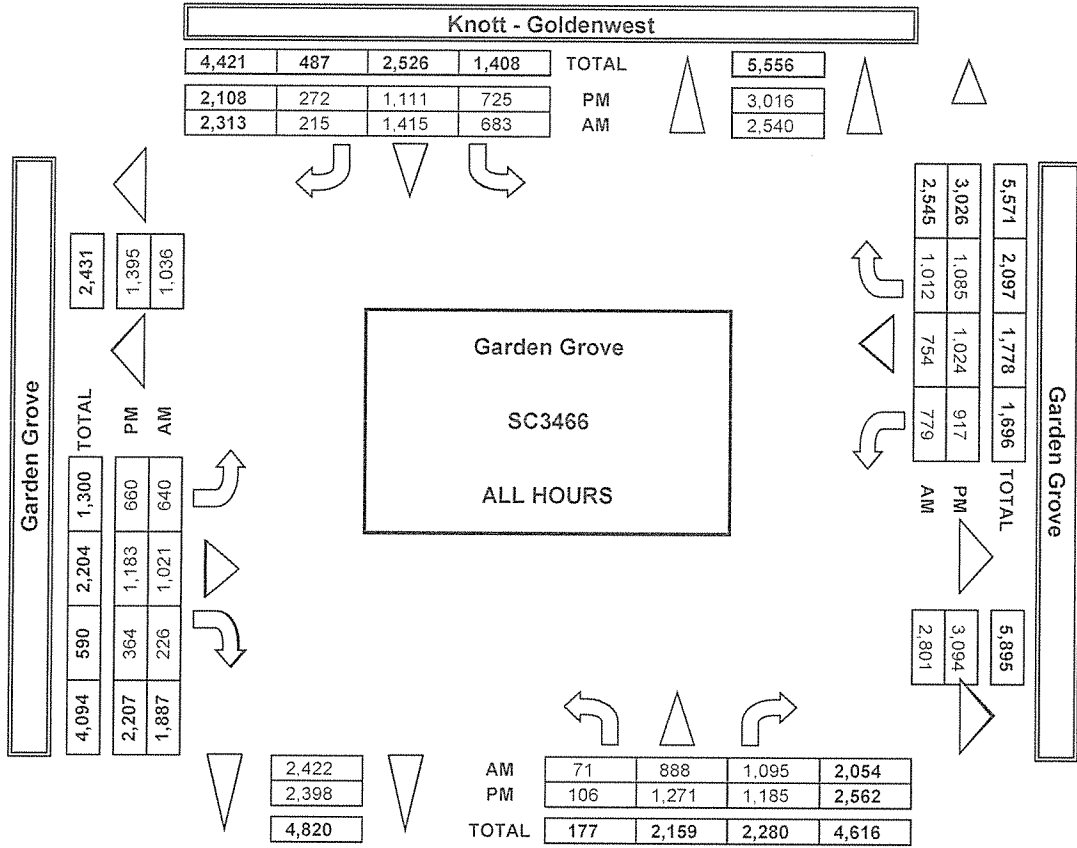 Knott - Goldenwest
4,421 487 2,526 1,408 TOTAL 5,556
2,108 272 1,111 725 PM 3,016
2,313 215 1,415 683 AM 2,540
Garden Grove
2,431
1,395
1,036
TOTAL 1,300 2,204 590 4,094
PM 660 1,183 364 2,207
AM 640 1,021 226 1,887
Garden Grove
SC3466
ALL HOURS
5,571 2,097 1,778 1,696 TOTAL 5,895
3,026 1,085 1,024 917 PM 3,094
2,545 1,012 754 779 AM 2,801
Garden Grove
2,422 AM 71 888 1,095 2,054
2,398 PM 106 1,271 1,185 2,562
4,820 TOTAL 177 2,159 2,280 4,616